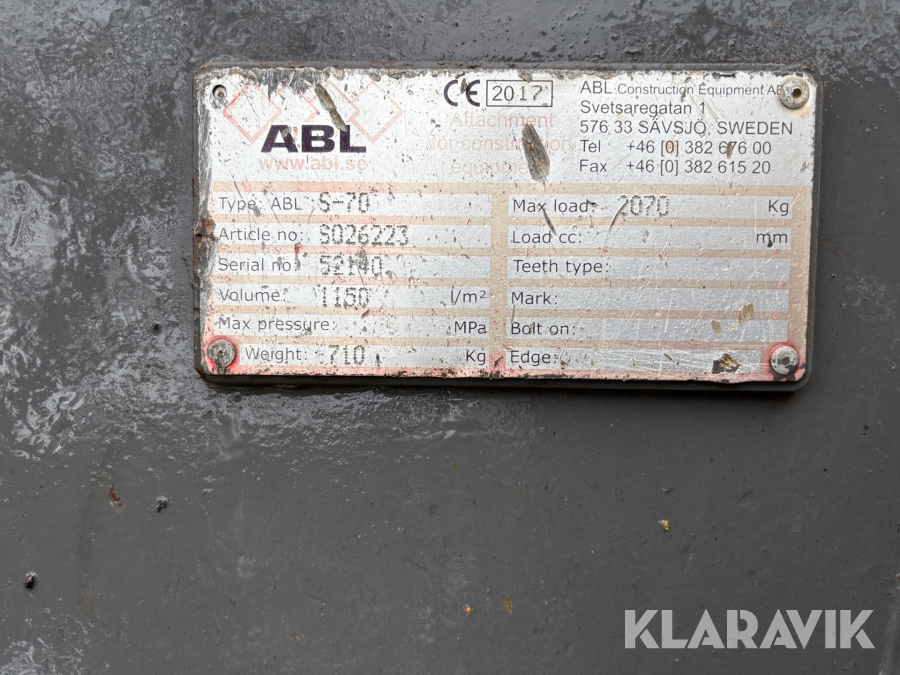 ABL
www.abl.se
CE 2017
Attachment
for construction
equipment
ABL Construction Equipment AB
Svetsaregatan 1
576 33 SÄVSJÖ, SWEDEN
Tel +46 [0] 382 676 00
Fax +46 [0] 382 615 20
Type: ABL S-70
Article no: S026223
Serial no:
Volume: 1150 l/m²
Max pressure: MPa
Weight: 710 Kg
Max load: 2070 Kg
Load cc: mm
Teeth type:
Mark:
Bolt on:
Edge:
KLARAVIK